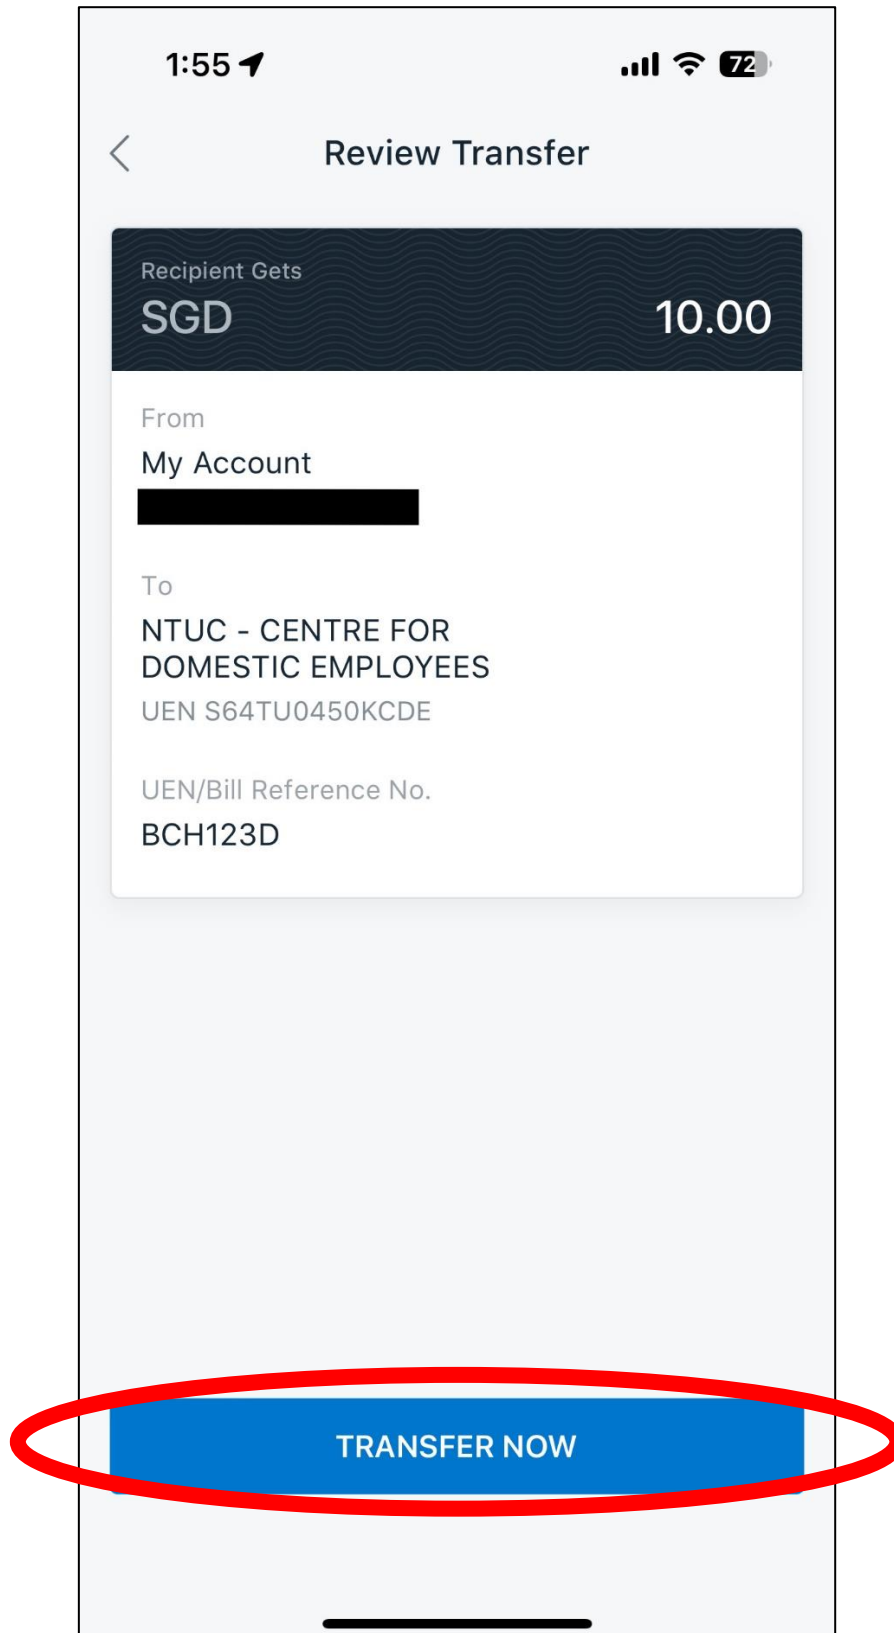 1:55
72
Review Transfer
Recipient Gets
SGD 10.00
From
My Account
To
NTUC - CENTRE FOR
DOMESTIC EMPLOYEES
UEN S64TU0450KCDE
UEN/Bill Reference No.
BCH123D
TRANSFER NOW